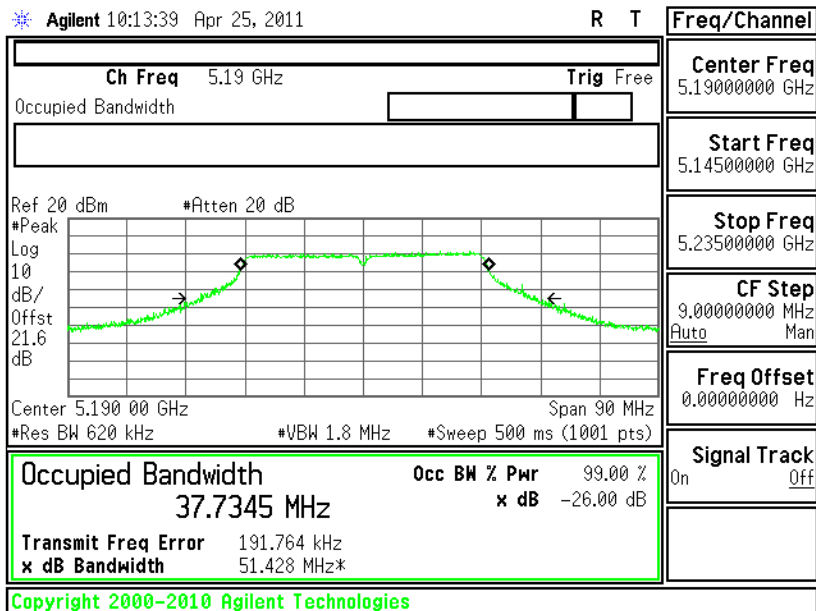 Agilent 10:13:39 Apr 25, 2011 R T
Ch Freq 5.19 GHz Trig Free
Occupied Bandwidth
Ref 20 dBm #Atten 20 dB
#Peak
Log
10
dB/
Offst
21.6
dB
Center 5.190 00 GHz Span 90 MHz
#Res BW 620 kHz #VBW 1.8 MHz #Sweep 500 ms (1001 pts)
Occupied Bandwidth
37.7345 MHz
Occ BW % Pwr 99.00 %
x dB -26.00 dB
Transmit Freq Error 191.764 kHz
x dB Bandwidth 51.428 MHz*
Copyright 2000-2010 Agilent Technologies
Freq/Channel
Center Freq
5.19000000 GHz
Start Freq
5.14500000 GHz
Stop Freq
5.23500000 GHz
CF Step
9.00000000 MHz
Auto Man
Freq Offset
0.00000000 Hz
Signal Track
On Off